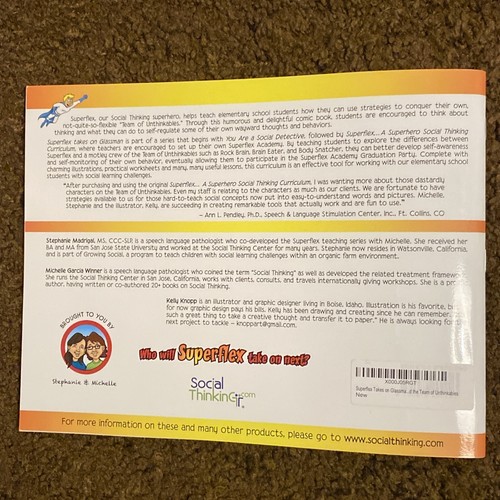 Superflex, our Social Thinking superhero, helps teach elementary school students how they can use strategies to conquer their own,
not-quite-so-flexible "Team of Unthinkables." Through this humorous and delightful comic book, students are encouraged to think about
thinking and what they can do to self-regulate some of their own wayward thoughts and behaviors.
Superflex takes on Glassman is part of a series that begins with You Are a Social Detective, followed by Superflex... A Superhero Social Thinking
Curriculum, where teachers are encouraged to set up their own Superflex Academy. By teaching students to explore the differences between
Superflex and a motley crew of the Team of Unthinkables such as Rock Brain, Brain Eater, and Body Snatcher, they can better develop self-awareness
and self-monitoring of their own behavior, eventually allowing them to participate in the Superflex Academy Graduation Party. Complete with
charming illustrations, practical worksheets and many, many useful lessons, this curriculum is an effective tool for working with our elementary school
students with social learning challenges.
"After purchasing and using the original Superflex... A Superhero Social Thinking Curriculum, I was wanting more about those dastardly
characters on the Team of Unthinkables. Even my staff is relating to the characters as much as our clients. We are fortunate to have
strategies available to us for those hard-to-teach social concepts now put into easy-to-understand words and pictures. Michelle,
Stephanie and the illustrator, Kelly, are succeeding in creating remarkable tools that actually work and are fun to use."
– Ann L. Pendley, Ph.D., Speech & Language Stimulation Center, Inc., Ft. Collins, CO
Stephanie Madrigal, MS, CCC-SLP, is a speech language pathologist who co-developed the Superflex teaching series with Michelle. She received her
BA and MA from San Jose State University and worked at the Social Thinking Center for many years. Stephanie now resides in Watsonville, California,
and is part of Growing Social, a program to teach children with social learning challenges within an organic farm environment.
Michelle Garcia Winner is a speech language pathologist who coined the term "Social Thinking" as well as developed the related treatment framework.
She runs the Social Thinking Center in San Jose, California, works with clients, consults, and travels internationally giving workshops. She is a pro
author, having written or co-authored 20+ books on Social Thinking.
Kelly Knopp is an illustrator and graphic designer living in Boise, Idaho. Illustration is his favorite, bu
for now graphic design pays his bills. Kelly has been drawing and creating since he can remember.
such a great thing to take a creative thought and transfer it to paper." He is always looking fo
next project to tackle – knoppart@gmail.com.
BROUGHT TO YOU BY
Stephanie & Michelle
Who will Superflex take on next?
Social
Thinking.com
Superflex Takes on Glassma...d the Team of Unthinkables
New
For more information on these and many other products, please go to www.socialthinking.com